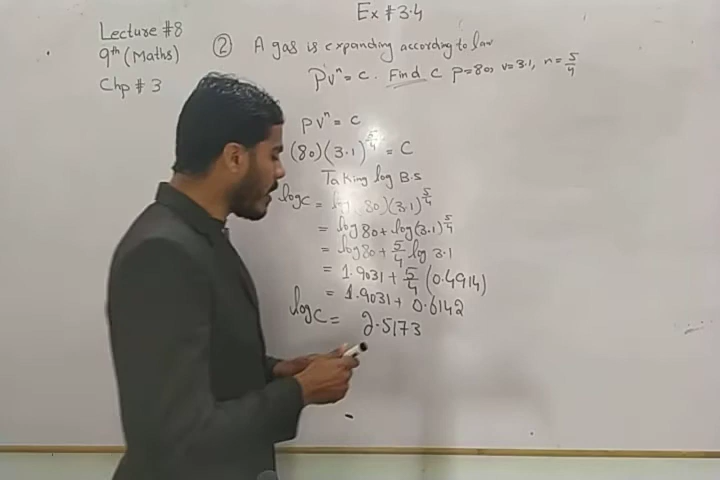 Ex # 3.4
Lecture #8
9th (Maths)
Chp # 3
② A gas is expanding according to law
PVⁿ = C. Find C P=80, v=3.1, n=5/4
PVⁿ = C
(80)(3.1)^5/4 = C
Taking log B.S
log C = log (80)(3.1)^5/4
= log 80 + log (3.1)^5/4
= log 80 + 5/4 log 3.1
= 1.9031 + 5/4 (0.4914)
= 1.9031 + 0.6142
log C = 2.5173